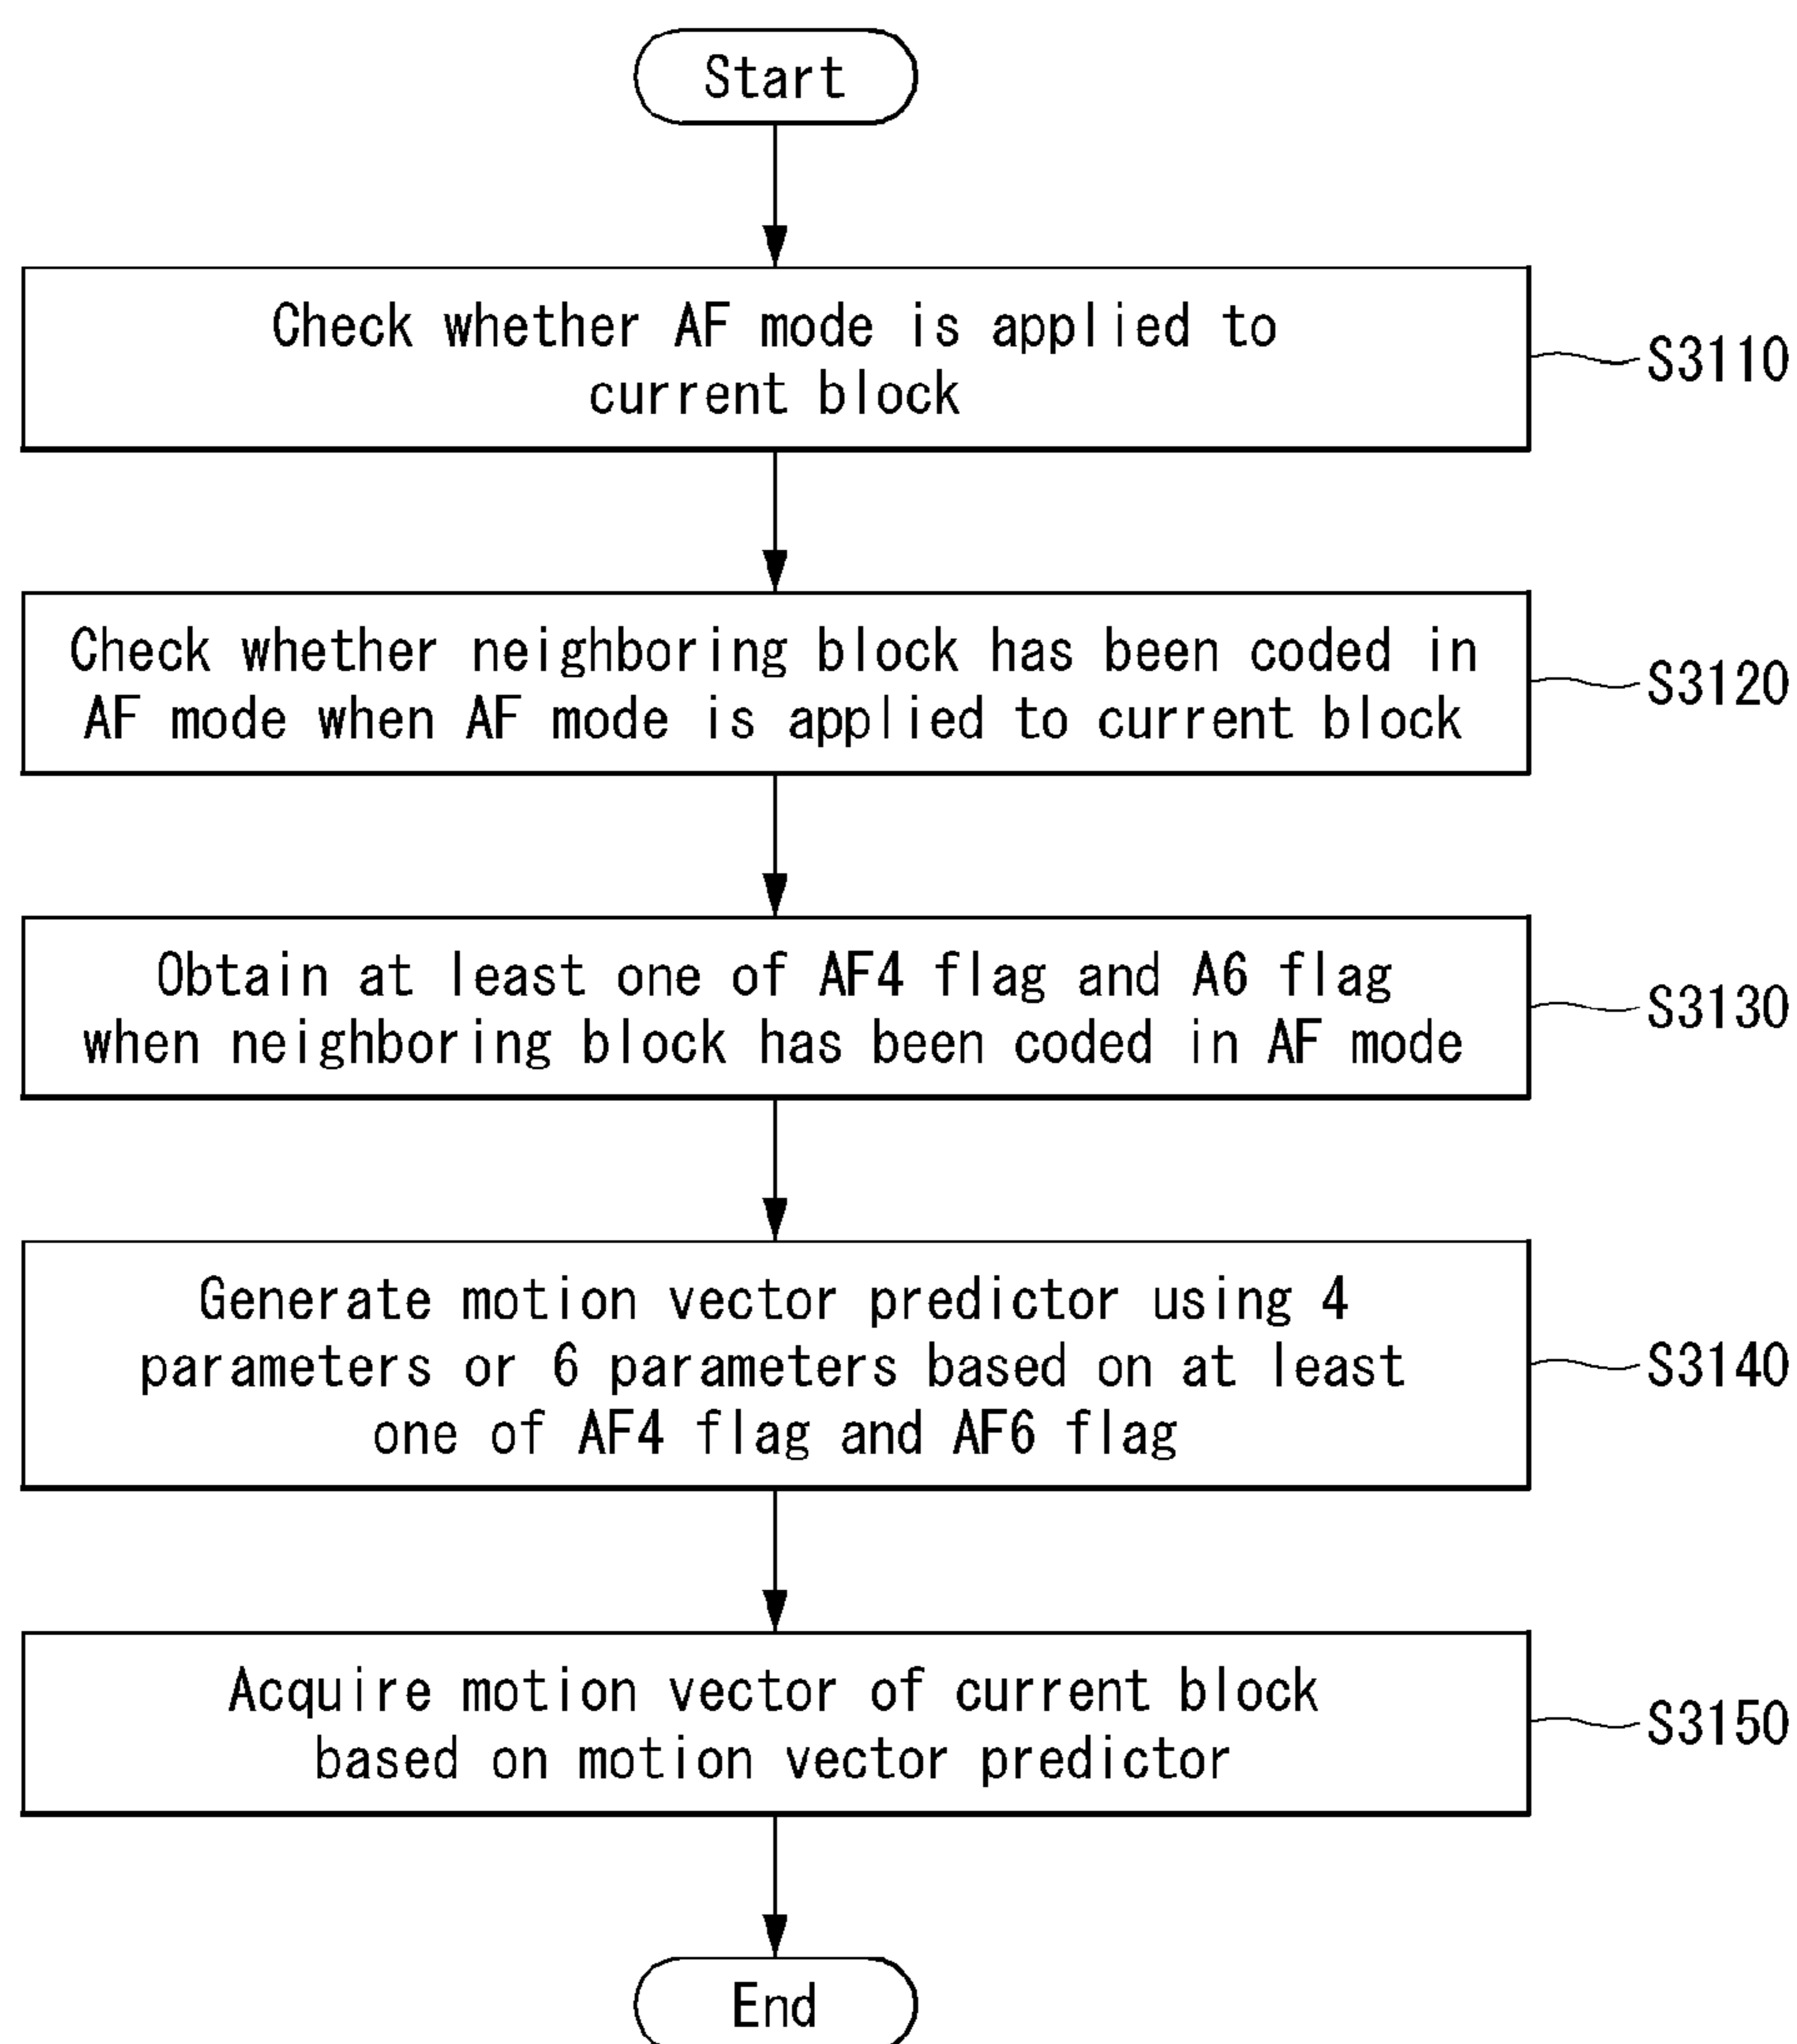 Start
Check whether AF mode is applied to
current block
S3110
Check whether neighboring block has been coded in
AF mode when AF mode is applied to current block
S3120
Obtain at least one of AF4 flag and A6 flag
when neighboring block has been coded in AF mode
S3130
Generate motion vector predictor using 4
parameters or 6 parameters based on at least
one of AF4 flag and AF6 flag
S3140
Acquire motion vector of current block
based on motion vector predictor
S3150
End